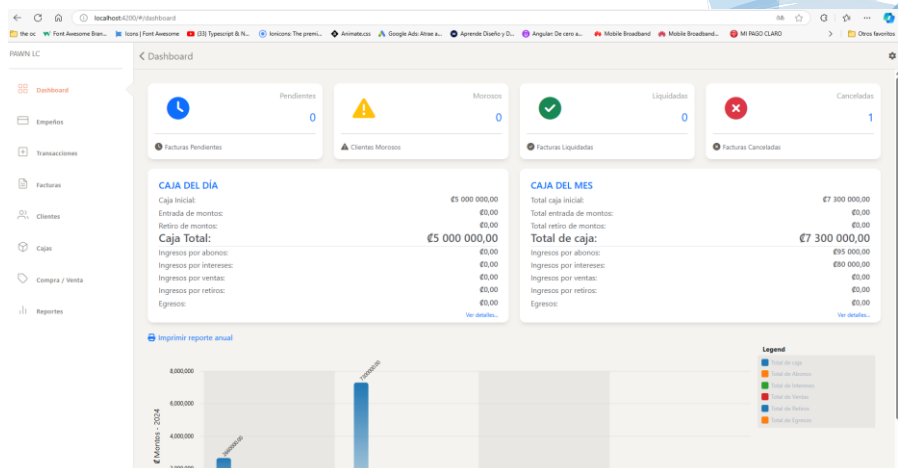 localhost:4200/#/dashboard
the oc Font Awesome Bran... Icons | Font Awesome (33) Typescript & N... Ionicons: The premi... Animate.css Google Ads: Atrae a... Aprende Diseño y D... Angular: De cero a... Mobile Broadband Mobile Broadband... MI PAGO CLARO Otros favoritos
PAWN LC
Dashboard
Empeños
Transacciones
Facturas
Clientes
Cajas
Compra / Venta
Reportes
Dashboard
Pendientes
0
Facturas Pendientes
Morosos
0
Clientes Morosos
Liquidadas
0
Facturas Liquidadas
Canceladas
1
Facturas Canceladas
CAJA DEL DÍA
Caja Inicial: ₡5 000 000,00
Entrada de montos: ₡0,00
Retiro de montos: ₡0,00
Caja Total: ₡5 000 000,00
Ingresos por abonos: ₡0,00
Ingresos por intereses: ₡0,00
Ingresos por ventas: ₡0,00
Ingresos por retiros: ₡0,00
Egresos: ₡0,00
Ver detalles...
CAJA DEL MES
Total caja inicial: ₡7 300 000,00
Total entrada de montos: ₡0,00
Total retiro de montos: ₡0,00
Total de caja: ₡7 300 000,00
Ingresos por abonos: ₡95 000,00
Ingresos por intereses: ₡80 000,00
Ingresos por ventas: ₡0,00
Ingresos por retiros: ₡0,00
Egresos: ₡0,00
Ver detalles...
Imprimir reporte anual
₡ Montos - 2024
8,000,000
6,000,000
4,000,000
2,000,000
7300000.00
Legend
Total de caja
Total de Abonos
Total de Intereses
Total de Ventas
Total de Retiros
Total de Egresos